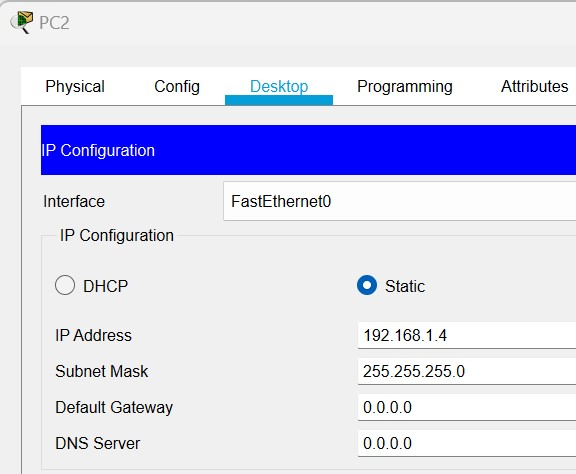 PC2
Physical Config Desktop Programming Attributes
IP Configuration
Interface FastEthernet0
IP Configuration
DHCP Static
IP Address 192.168.1.4
Subnet Mask 255.255.255.0
Default Gateway 0.0.0.0
DNS Server 0.0.0.0